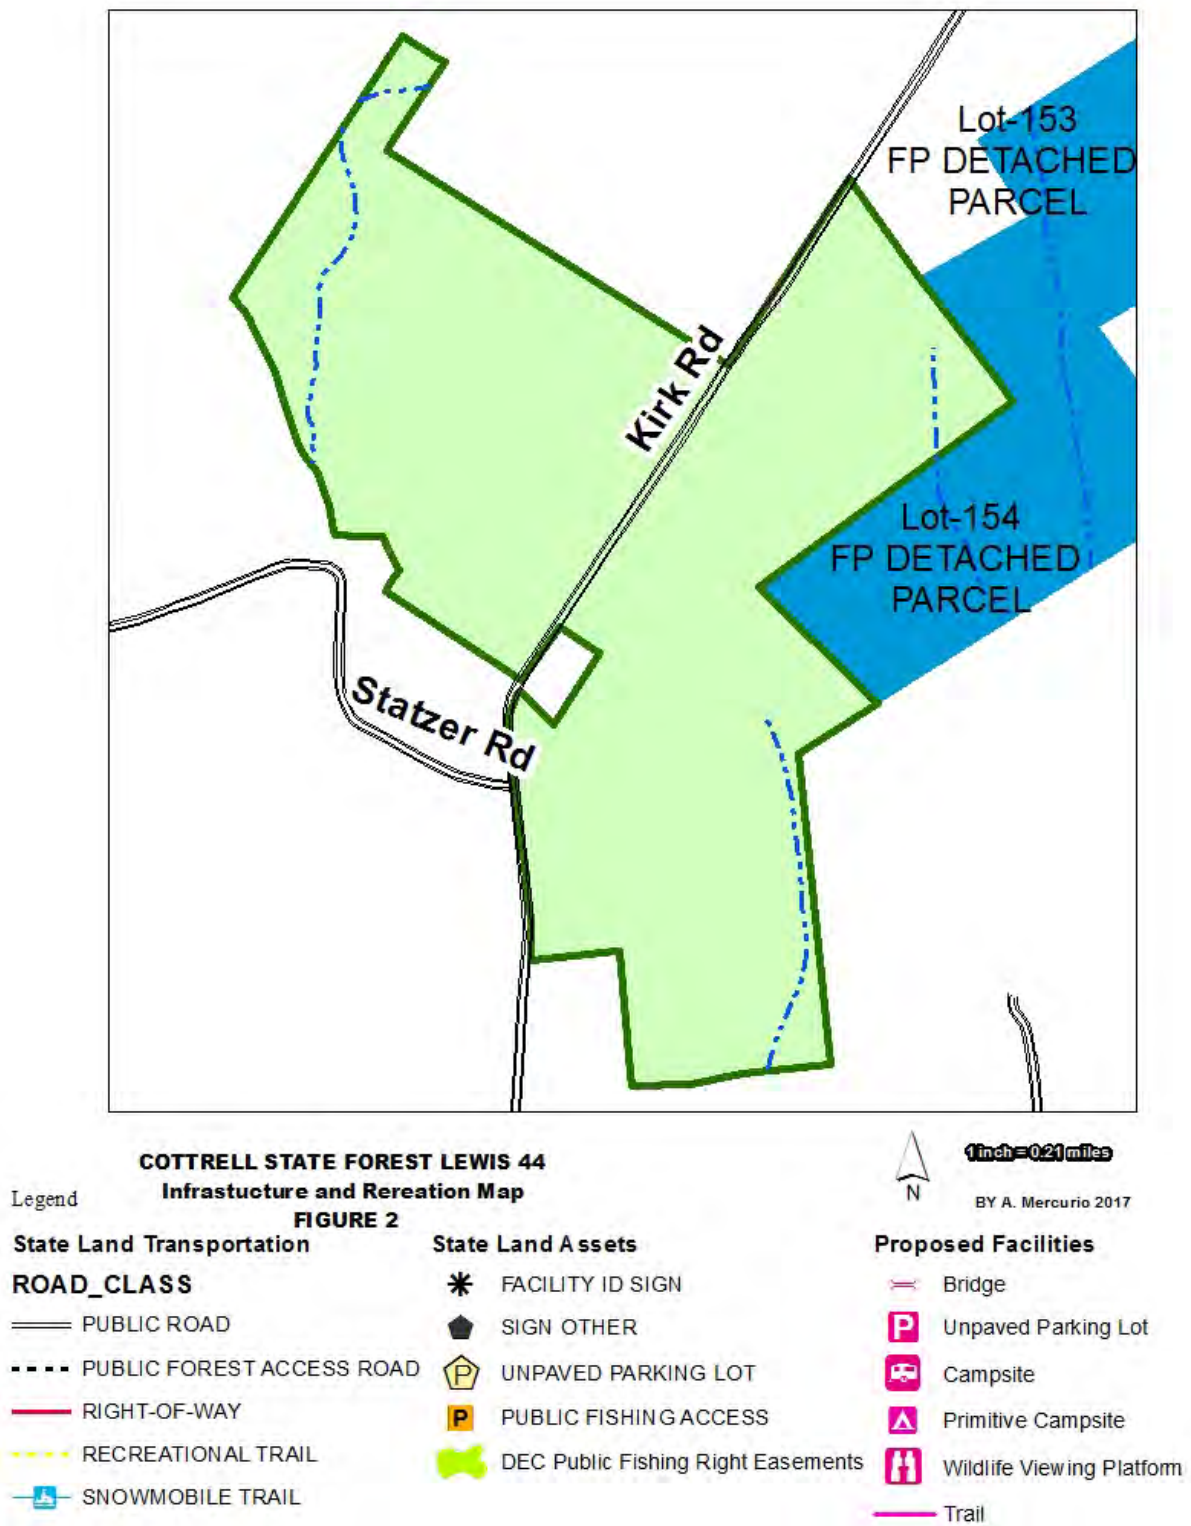 Lot-153
FP DETACHED
PARCEL
Kirk Rd
Lot-154
FP DETACHED
PARCEL
Statzer Rd
COTTRELL STATE FOREST LEWIS 44
Infrastucture and Rereation Map
FIGURE 2
N
1 inch = 0.21 miles
BY A. Mercurio 2017
Legend
State Land Transportation
ROAD_CLASS
PUBLIC ROAD
PUBLIC FOREST ACCESS ROAD
RIGHT-OF-WAY
RECREATIONAL TRAIL
SNOWMOBILE TRAIL
State Land Assets
FACILITY ID SIGN
SIGN OTHER
P UNPAVED PARKING LOT
P PUBLIC FISHING ACCESS
DEC Public Fishing Right Easements
Proposed Facilities
Bridge
P Unpaved Parking Lot
Campsite
Primitive Campsite
Wildlife Viewing Platform
Trail